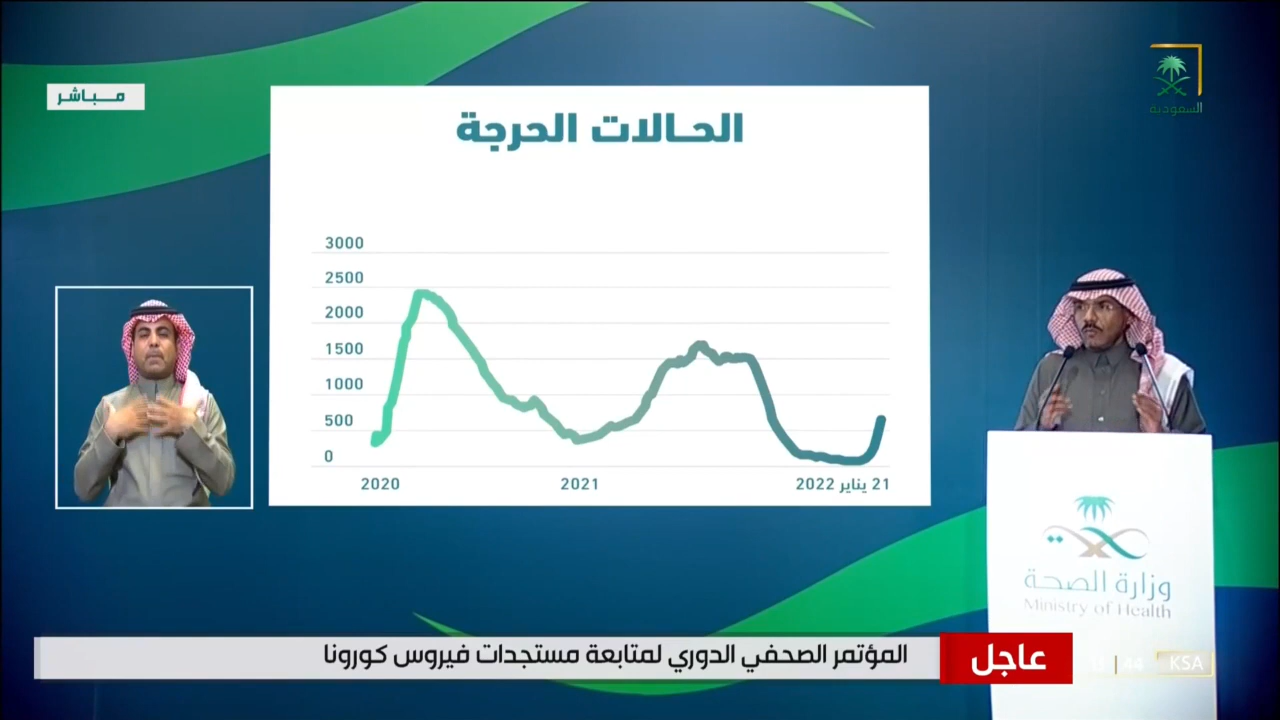 مباشر
السعودية
الحالات الحرجة
3000
2500
2000
1500
1000
500
0
2020
2021
21 يناير 2022
وزارة الصحة
Ministry of Health
عاجل
المؤتمر الصحفي الدوري لمتابعة مستجدات فيروس كورونا
KSA